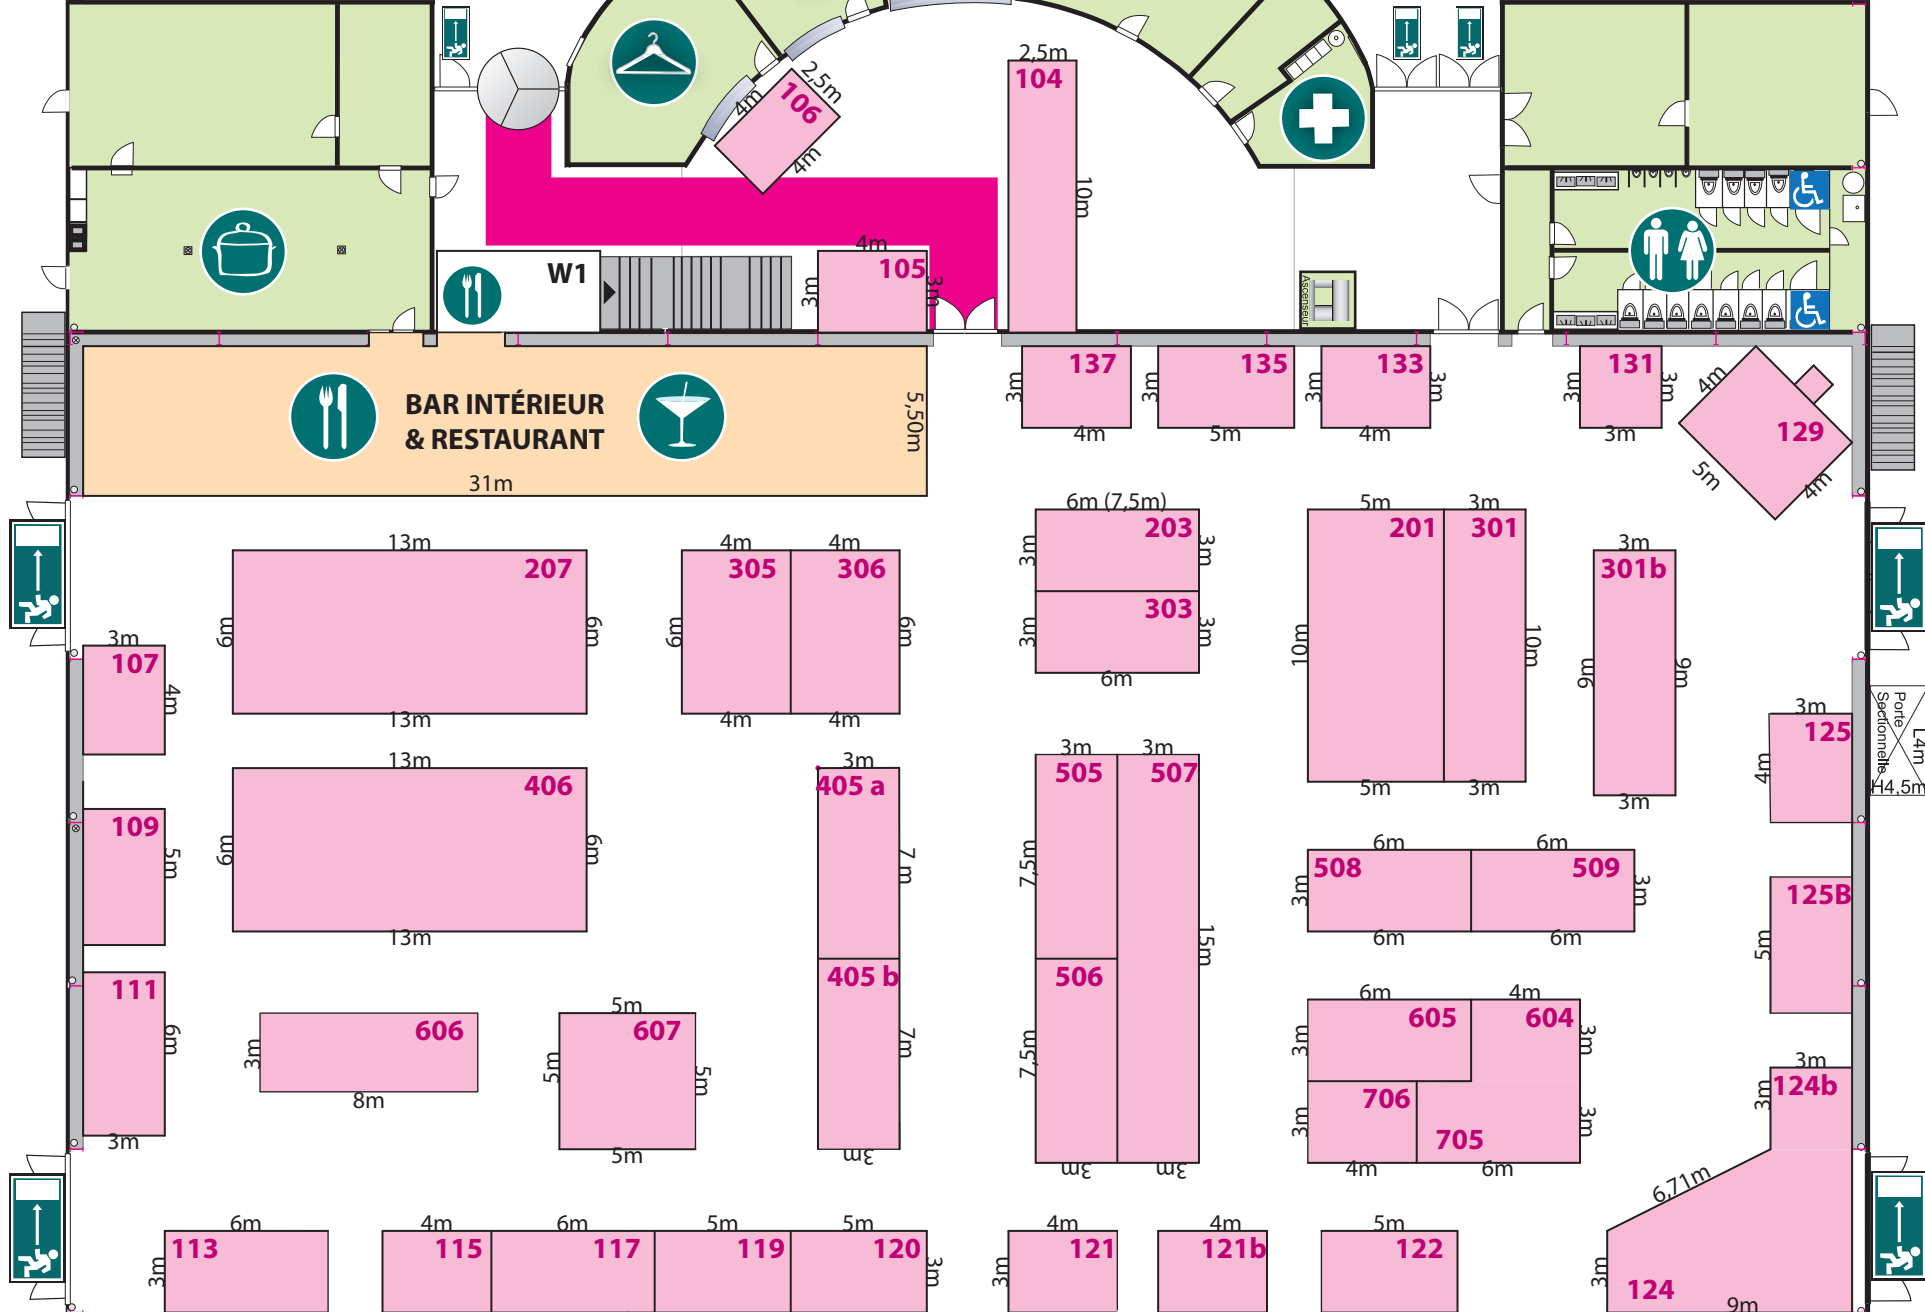 2,5m
104
10m
2,5m
106
4m
4m
W1
4m
105
3m
3m
Ascenseur
BAR INTÉRIEUR
& RESTAURANT
5,50m
31m
137
3m
4m
135
3m
5m
133
3m
3m
4m
131
3m
3m
3m
129
4m
5m
4m
13m
207
6m
6m
13m
4m
4m
305
306
6m
6m
4m
4m
6m (7,5m)
203
3m
3m
303
3m
3m
6m
5m
3m
201
301
10m
10m
5m
3m
3m
301b
9m
9m
3m
3m
107
4m
109
5m
111
6m
3m
13m
406
6m
6m
13m
3m
405 a
7 m
405 b
7m
3m
3m
3m
505
507
7,5m
15m
506
7,5m
3m
3m
6m
6m
508
509
3m
3m
6m
6m
3m
125
4m
Porte
Sectionnelle
L4m
H4,5m
125B
5m
606
3m
8m
5m
607
5m
5m
5m
6m
4m
605
604
3m
3m
706
705
3m
3m
4m
6m
3m
124b
3m
6,71m
124
3m
9m
6m
113
3m
4m
115
6m
117
5m
119
5m
120
3m
4m
121
3m
4m
121b
5m
122